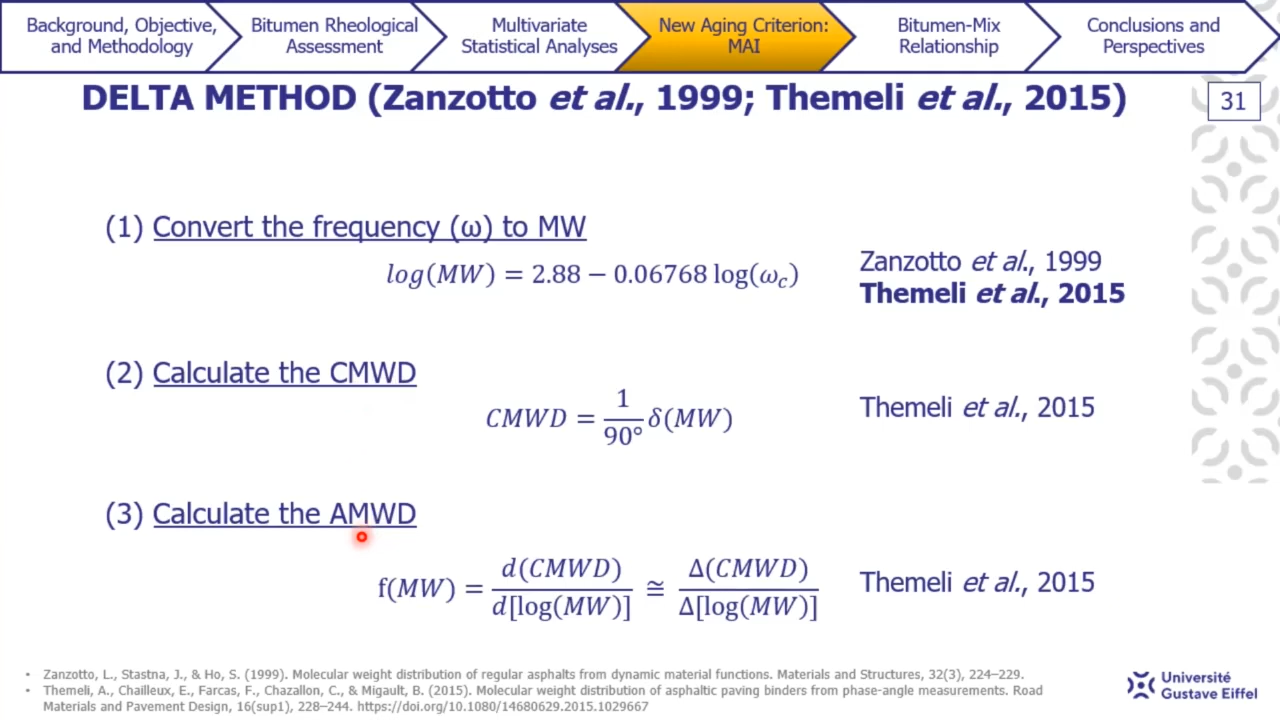 Background, Objective, and Methodology
Bitumen Rheological Assessment
Multivariate Statistical Analyses
New Aging Criterion: MAI
Bitumen-Mix Relationship
Conclusions and Perspectives
DELTA METHOD (Zanzotto et al., 1999; Themeli et al., 2015)
31
(1) Convert the frequency (ω) to MW
log(MW) = 2.88 − 0.06768 log(ω_c)
Zanzotto et al., 1999
Themeli et al., 2015
(2) Calculate the CMWD
CMWD = 1/90° δ(MW)
Themeli et al., 2015
(3) Calculate the AMWD
f(MW) = d(CMWD)/d[log(MW)] ≅ Δ(CMWD)/Δ[log(MW)]
Themeli et al., 2015
• Zanzotto, L., Stastna, J., & Ho, S. (1999). Molecular weight distribution of regular asphalts from dynamic material functions. Materials and Structures, 32(3), 224–229.
• Themeli, A., Chailleux, E., Farcas, F., Chazallon, C., & Migault, B. (2015). Molecular weight distribution of asphaltic paving binders from phase-angle measurements. Road
Materials and Pavement Design, 16(sup1), 228–244. https://doi.org/10.1080/14680629.2015.1029667
Université
Gustave Eiffel